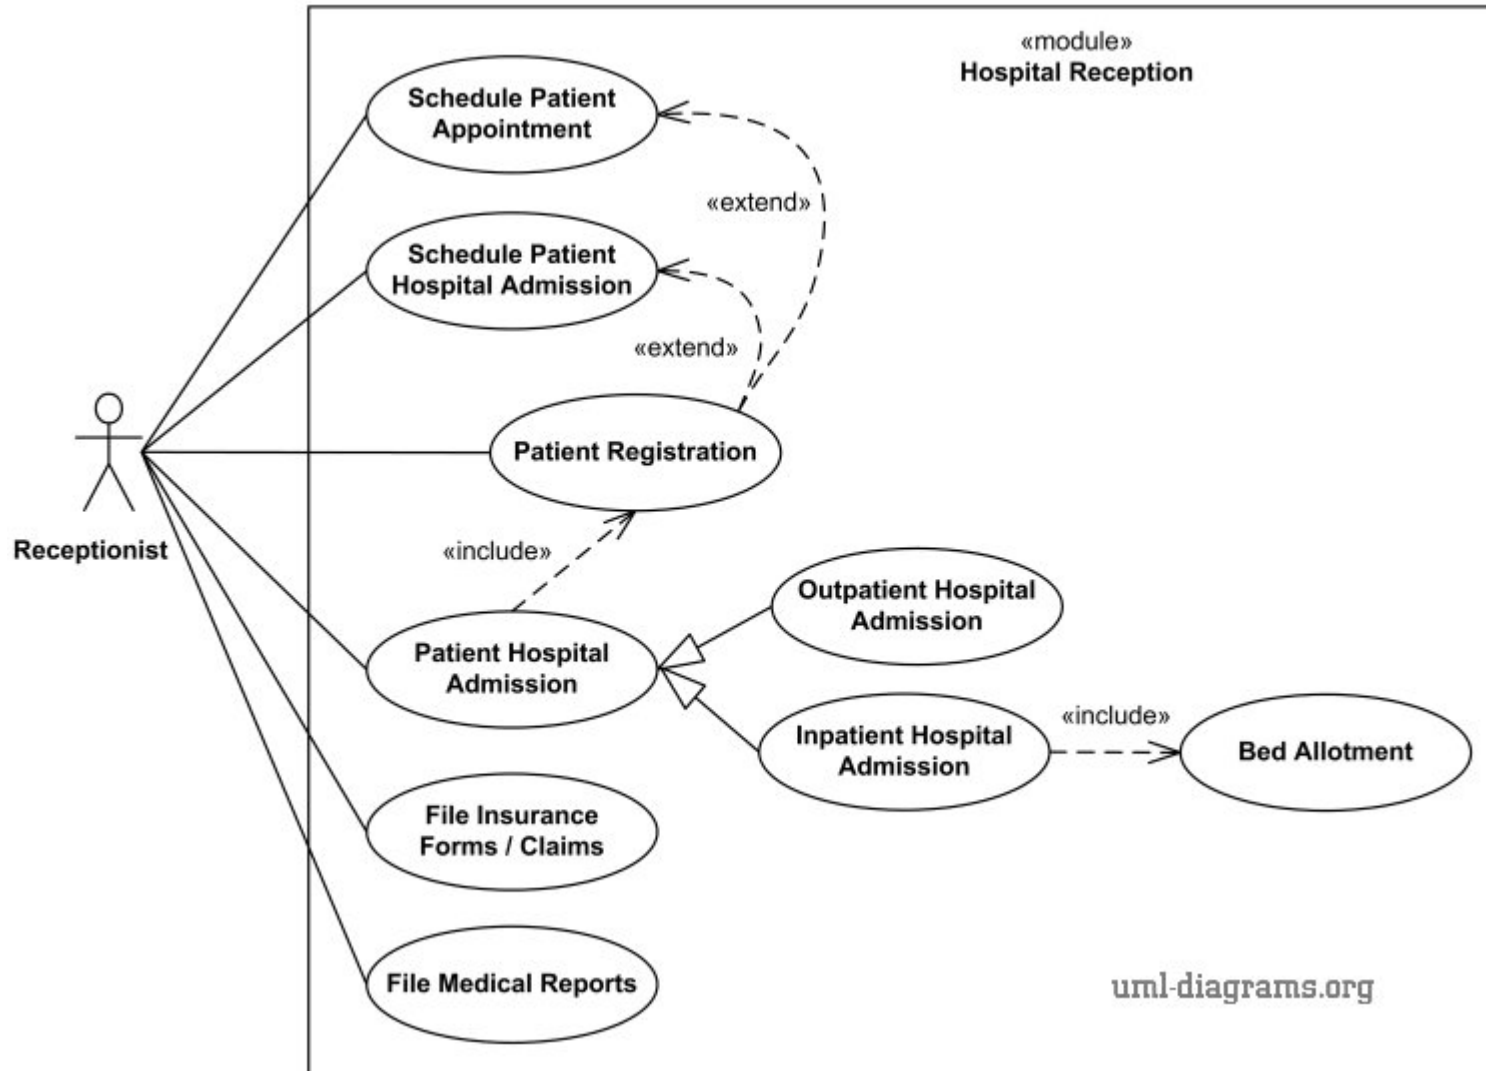 «module»
Hospital Reception
Schedule Patient
Appointment
«extend»
Schedule Patient
Hospital Admission
«extend»
Patient Registration
Receptionist
«include»
Outpatient Hospital
Admission
Patient Hospital
Admission
«include»
Inpatient Hospital
Admission
Bed Allotment
File Insurance
Forms / Claims
File Medical Reports
uml-diagrams.org